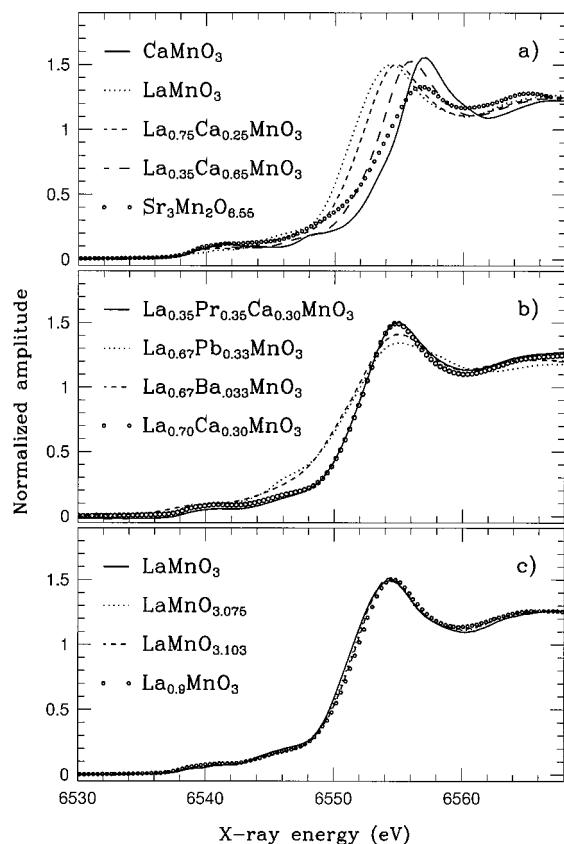 1.5
1
0.5
0
CaMnO₃
LaMnO₃
La₀.₇₅Ca₀.₂₅MnO₃
La₀.₃₅Ca₀.₆₅MnO₃
Sr₃Mn₂O₆.₅₅
a)
1.5
1
0.5
0
La₀.₃₅Pr₀.₃₅Ca₀.₃₀MnO₃
La₀.₆₇Pb₀.₃₃MnO₃
La₀.₆₇Ba.₀₃₃MnO₃
La₀.₇₀Ca₀.₃₀MnO₃
b)
Normalized amplitude
1.5
1
0.5
0
LaMnO₃
LaMnO₃.₀₇₅
LaMnO₃.₁₀₃
La₀.₉MnO₃
c)
6530 6540 6550 6560
X-ray energy (eV)